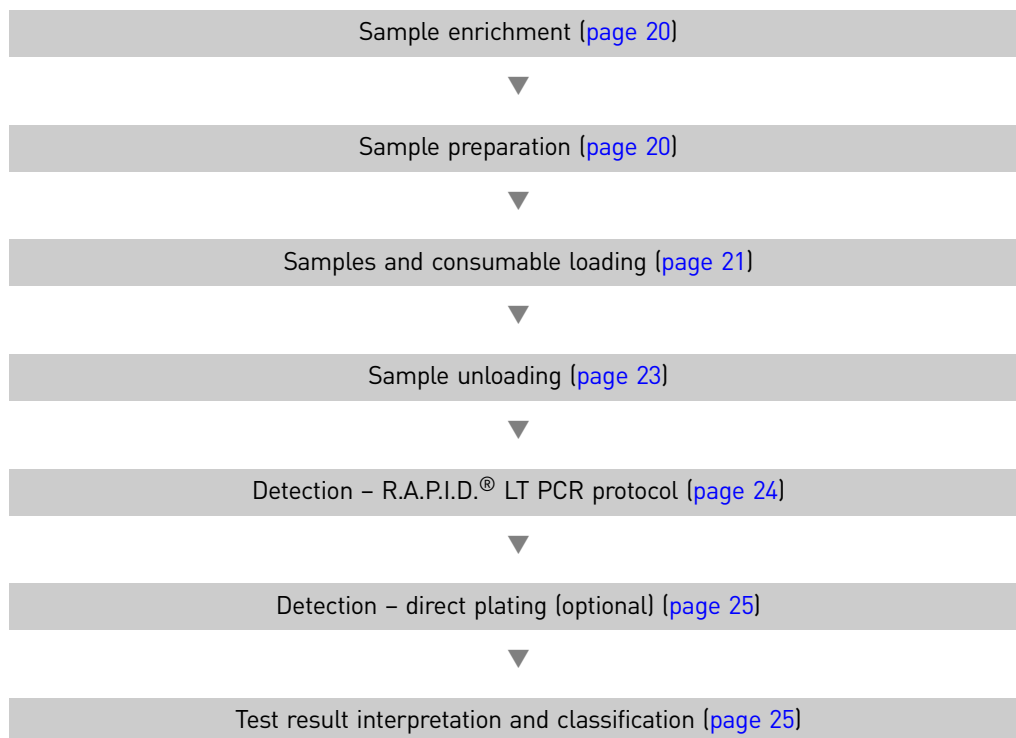 Sample enrichment (page 20)
Sample preparation (page 20)
Samples and consumable loading (page 21)
Sample unloading (page 23)
Detection – R.A.P.I.D.® LT PCR protocol (page 24)
Detection – direct plating (optional) (page 25)
Test result interpretation and classification (page 25)